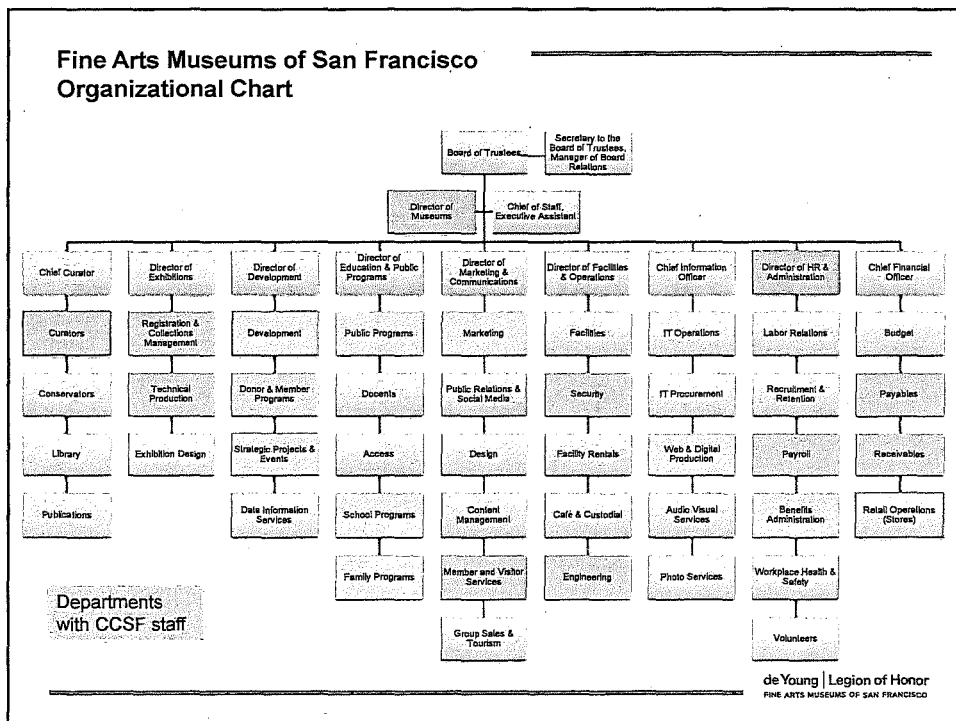 Fine Arts Museums of San Francisco
Organizational Chart
Board of Trustees
Secretary to the
Board of Trustees,
Manager of Board
Relations
Director of
Museums
Chief of Staff,
Executive Assistant
Chief Curator
Curators
Conservators
Library
Publications
Director of
Exhibitions
Registration &
Collections
Management
Technical
Production
Exhibition Design
Director of
Development
Development
Donor & Member
Programs
Strategic Projects &
Events
Data Information
Services
Director of
Education & Public
Programs
Public Programs
Docents
Access
School Programs
Family Programs
Director of
Marketing &
Communications
Marketing
Public Relations &
Social Media
Design
Content
Management
Member and Visitor
Services
Group Sales &
Tourism
Director of Facilities
& Operations
Facilities
Security
Facility Rentals
Café & Custodial
Engineering
Chief Information
Officer
IT Operations
IT Procurement
Web & Digital
Production
Audio Visual
Services
Photo Services
Director of HR &
Administration
Labor Relations
Recruitment &
Retention
Payroll
Benefits
Administration
Workplace Health &
Safety
Volunteers
Chief Financial
Officer
Budget
Payables
Receivables
Retail Operations
(Stores)
Departments
with CCSF staff
de Young | Legion of Honor
FINE ARTS MUSEUMS OF SAN FRANCISCO